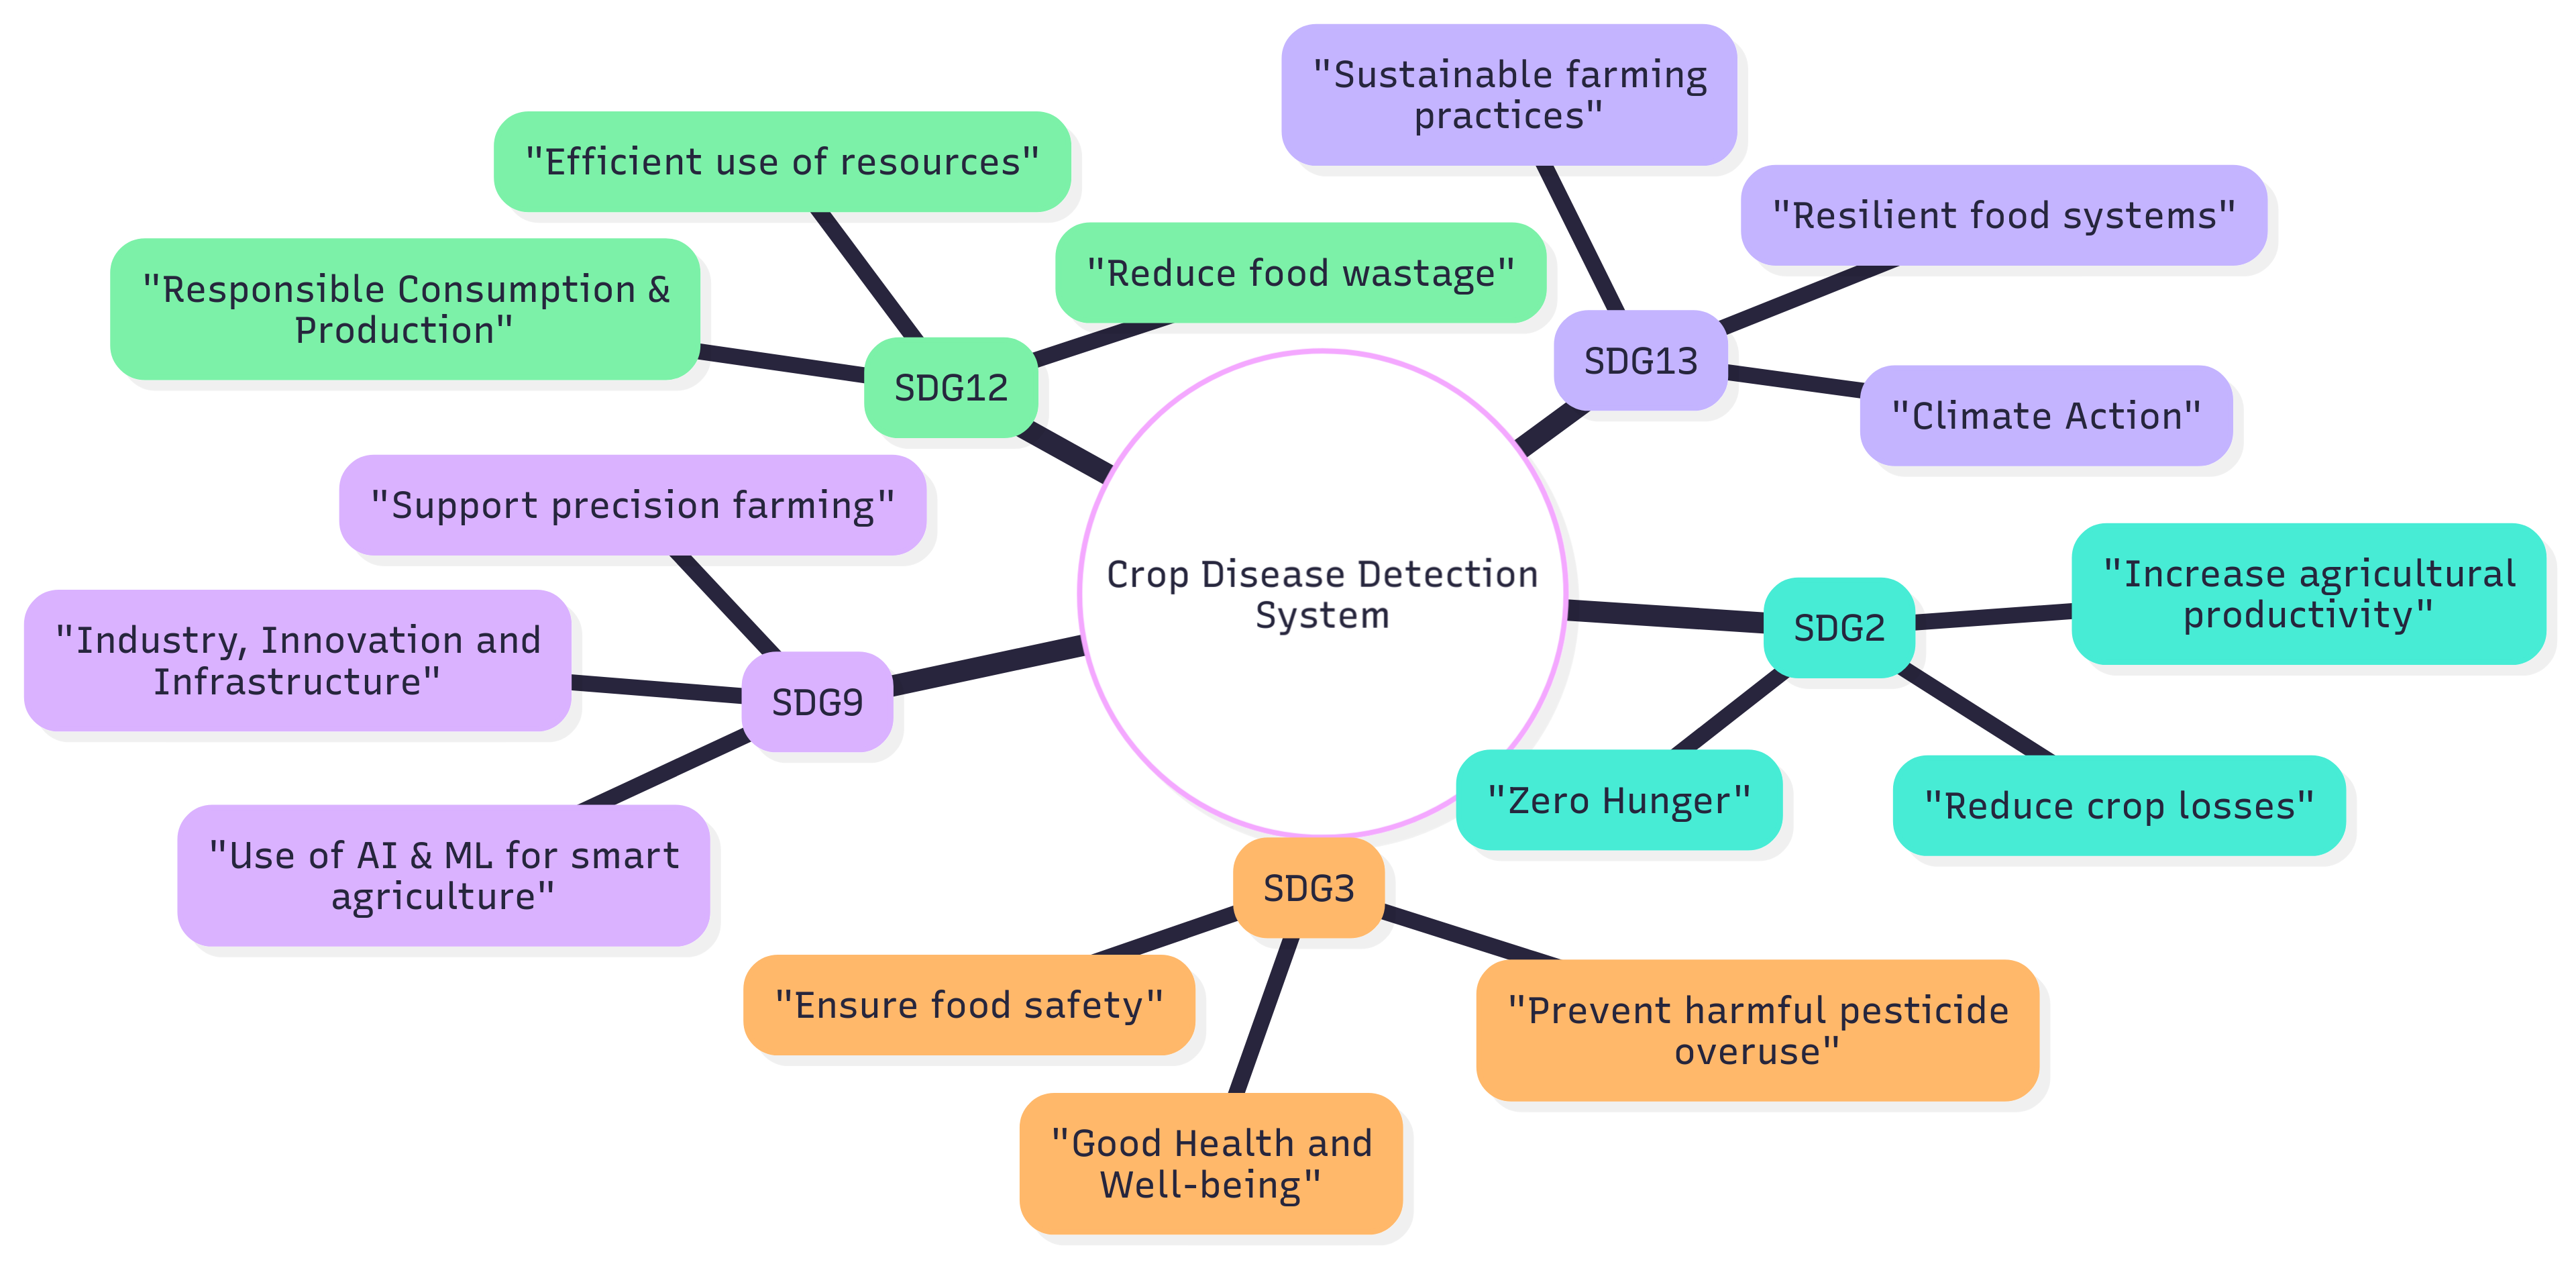 "Sustainable farming
practices"
"Efficient use of resources"
"Resilient food systems"
"Reduce food wastage"
"Responsible Consumption &
Production"
SDG13
SDG12
"Climate Action"
"Support precision farming"
Crop Disease Detection
System
"Increase agricultural
productivity"
SDG2
"Industry, Innovation and
Infrastructure"
SDG9
"Zero Hunger"
"Reduce crop losses"
"Use of AI & ML for smart
agriculture"
SDG3
"Ensure food safety"
"Prevent harmful pesticide
overuse"
"Good Health and
Well-being"